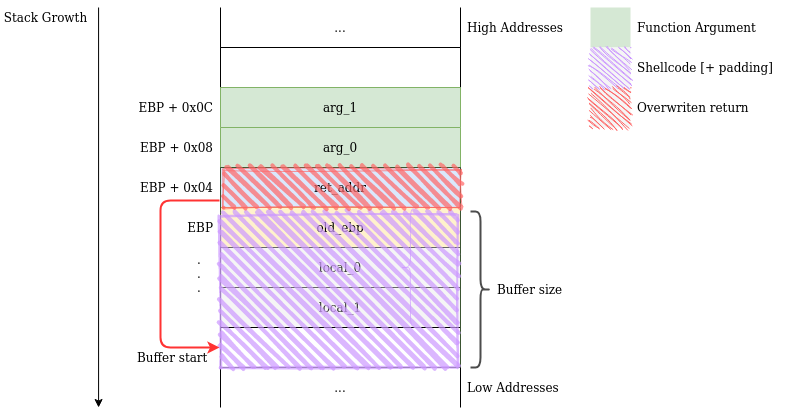 Stack Growth
...
High Addresses
Function Argument
Shellcode [+ padding]
Overwriten return
EBP + 0x0C
arg_1
EBP + 0x08
arg_0
EBP + 0x04
ret_addr
EBP
old_ebp
.
.
.
local_0
local_1
Buffer size
Buffer start
...
Low Addresses